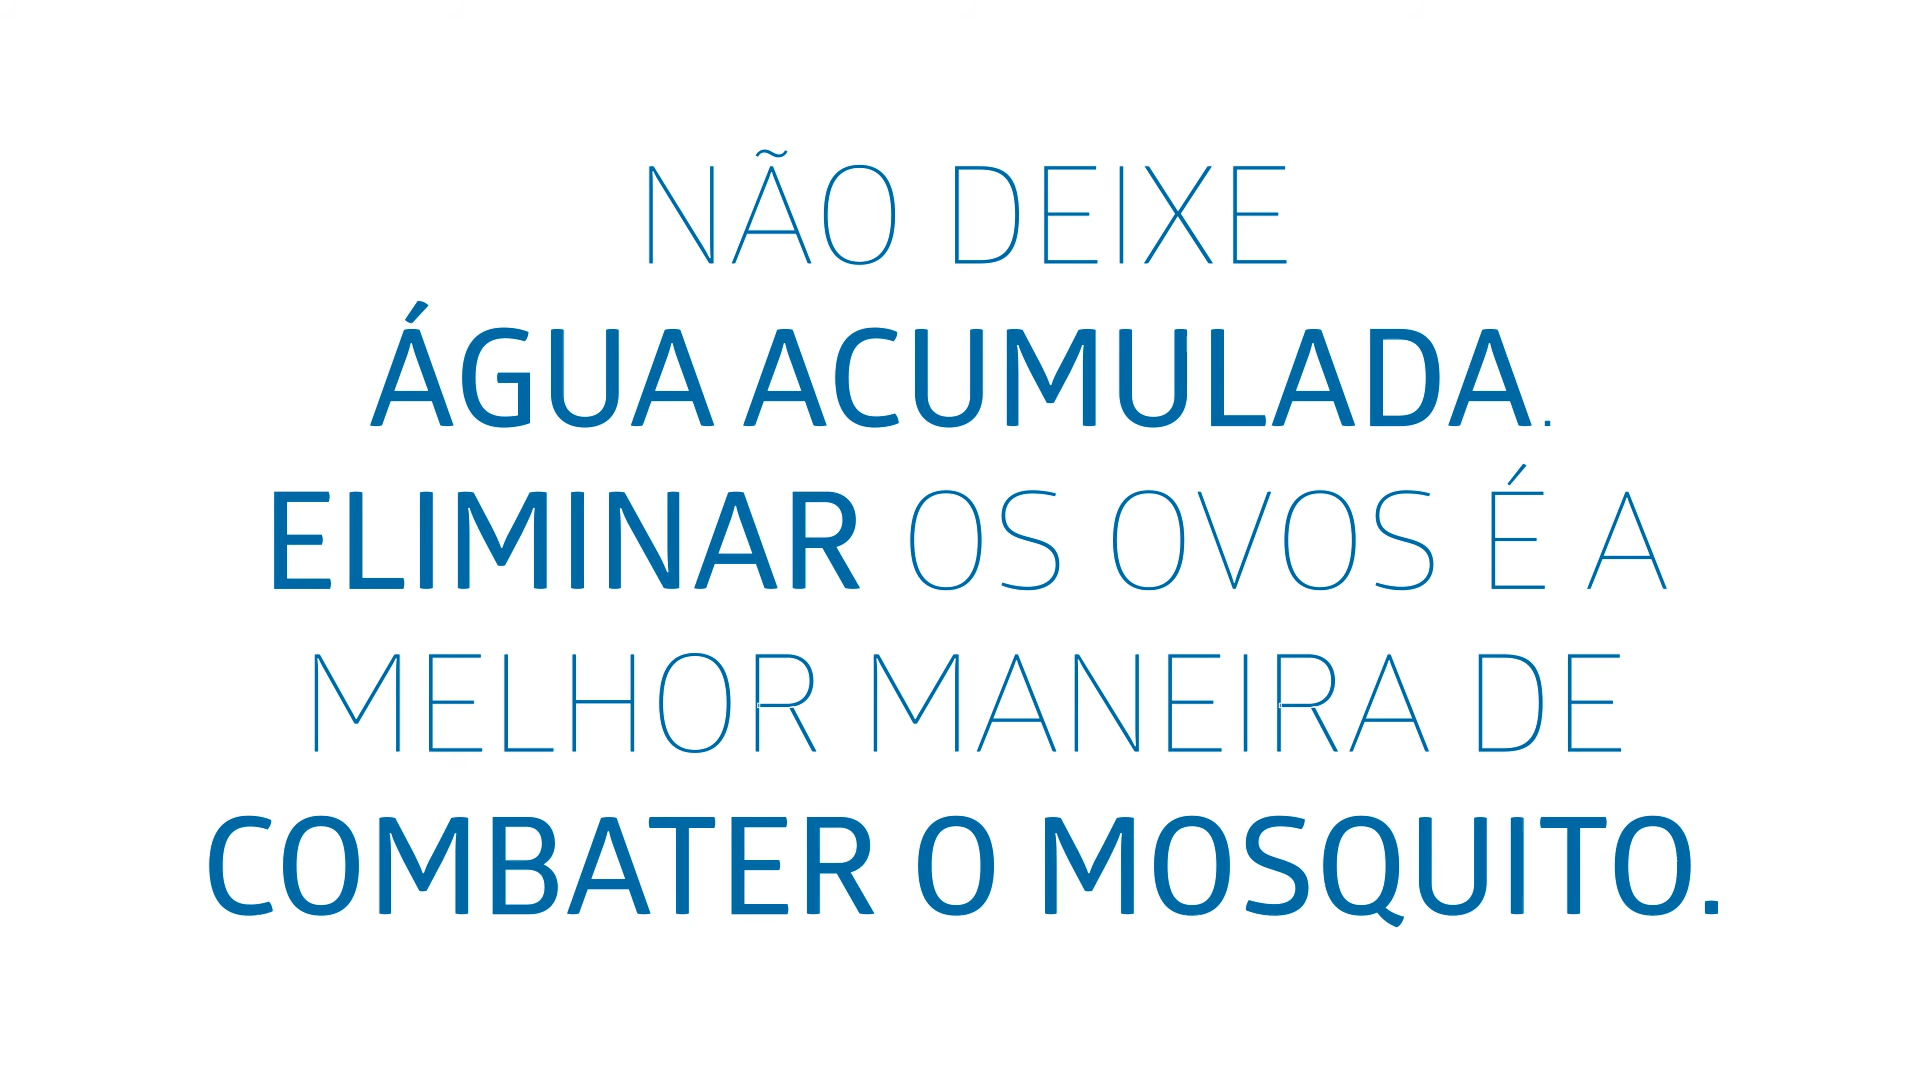 NÃO DEIXE
ÁGUA ACUMULADA.
ELIMINAR OS OVOS É A
MELHOR MANEIRA DE
COMBATER O MOSQUITO.